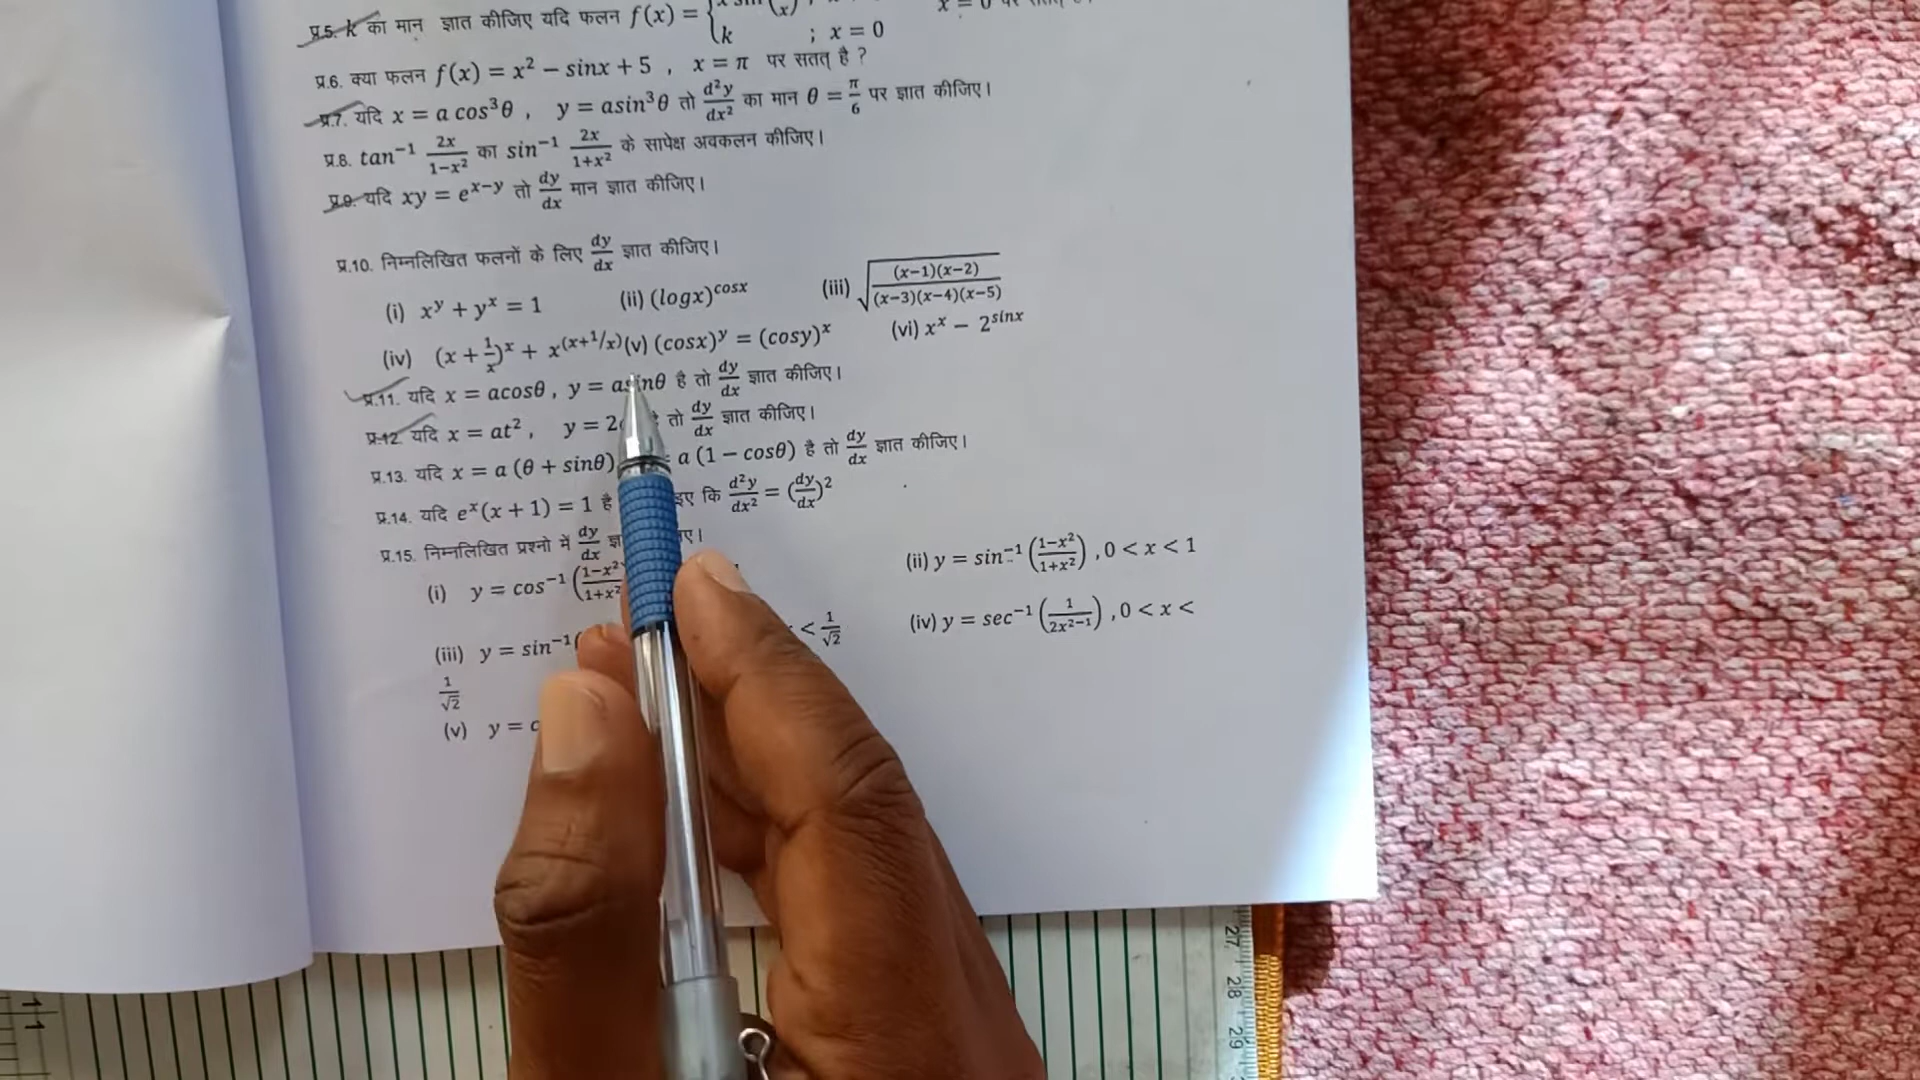 प्र.5. k का मान ज्ञात कीजिए यदि फलन f(x) = { k ; x = 0
प्र.6. क्या फलन f(x) = x² − sinx + 5 , x = π पर सतत् है ?
प्र.7. यदि x = a cos³θ , y = asin³θ तो d²y/dx² का मान θ = π/6 पर ज्ञात कीजिए।
प्र.8. tan⁻¹ 2x/1−x² का sin⁻¹ 2x/1+x² के सापेक्ष अवकलन कीजिए।
प्र.9. यदि xy = e^x−y तो dy/dx मान ज्ञात कीजिए।
प्र.10. निम्नलिखित फलनों के लिए dy/dx ज्ञात कीजिए।
(i) x^y + y^x = 1 (ii) (logx)^cosx (iii) √((x−1)(x−2)/(x−3)(x−4)(x−5))
(iv) (x + 1/x)^x + x^(x+1/x) (v) (cosx)^y = (cosy)^x (vi) x^x − 2^sinx
प्र.11. यदि x = acosθ , y = asinθ है तो dy/dx ज्ञात कीजिए।
प्र.12. यदि x = at² , y = 2 तो dy/dx ज्ञात कीजिए।
प्र.13. यदि x = a (θ + sinθ) a (1 − cosθ) है तो dy/dx ज्ञात कीजिए।
प्र.14. यदि e^x(x + 1) = 1 है कि d²y/dx² = (dy/dx)²
प्र.15. निम्नलिखित प्रश्नो में dy/dx
(i) y = cos⁻¹ (1−x²/1+x² (ii) y = sin⁻¹ (1−x²/1+x²) , 0 < x < 1
(iii) y = sin⁻¹( < 1/√2 (iv) y = sec⁻¹ (1/2x²−1) , 0 < x <
1/√2
(v) y = c